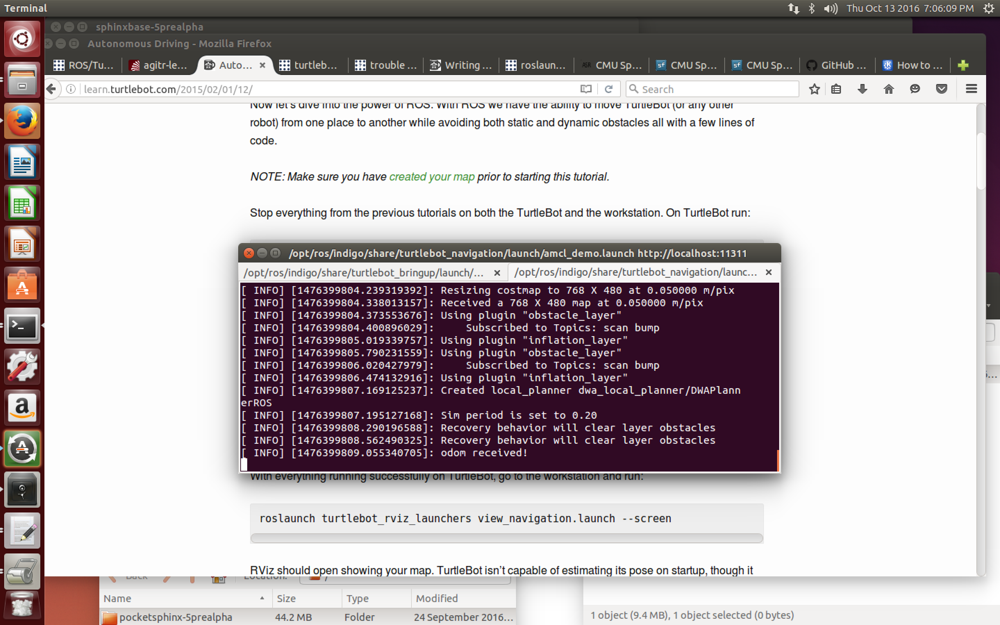 Terminal
Thu Oct 13 2016 7:06:09 PM
sphinxbase-5prealpha
Autonomous Driving - Mozilla Firefox
ROS/Tu...
agitr-le...
Auto...
turtleb...
trouble ...
Writing ...
roslaun...
ASR CMU Sp...
sf CMU Sp...
sf CMU Sp...
GitHub ...
How to ...
learn.turtlebot.com/2015/02/01/12/
Search
Now let's dive into the power of ROS. With ROS we have the ability to move TurtleBot (or any other
robot) from one place to another while avoiding both static and dynamic obstacles all with a few lines of
code.
NOTE: Make sure you have created your map prior to starting this tutorial.
Stop everything from the previous tutorials on both the TurtleBot and the workstation. On TurtleBot run:
/opt/ros/indigo/share/turtlebot_navigation/launch/amcl_demo.launch http://localhost:11311
/opt/ros/indigo/share/turtlebot_bringup/launch/...
/opt/ros/indigo/share/turtlebot_navigation/launc...
[ INFO] [1476399804.239319392]: Resizing costmap to 768 X 480 at 0.050000 m/pix
[ INFO] [1476399804.338013157]: Received a 768 X 480 map at 0.050000 m/pix
[ INFO] [1476399804.373553676]: Using plugin "obstacle_layer"
[ INFO] [1476399804.400896029]:     Subscribed to Topics: scan bump
[ INFO] [1476399805.019339757]: Using plugin "inflation_layer"
[ INFO] [1476399805.790231559]: Using plugin "obstacle_layer"
[ INFO] [1476399806.020427979]:     Subscribed to Topics: scan bump
[ INFO] [1476399806.474132916]: Using plugin "inflation_layer"
[ INFO] [1476399807.169125237]: Created local_planner dwa_local_planner/DWAPlann
erROS
[ INFO] [1476399807.195127168]: Sim period is set to 0.20
[ INFO] [1476399808.290196588]: Recovery behavior will clear layer obstacles
[ INFO] [1476399808.562490325]: Recovery behavior will clear layer obstacles
[ INFO] [1476399809.055340705]: odom received!
With everything running successfully on TurtleBot, go to the workstation and run:
roslaunch turtlebot_rviz_launchers view_navigation.launch --screen
RViz should open showing your map. TurtleBot isn't capable of estimating its pose on startup, though it
Back
Location:
/
Name
Size
Type
Modified
pocketsphinx-5prealpha
44.2 MB
Folder
24 September 2016...
1 object (9.4 MB), 1 object selected (0 bytes)